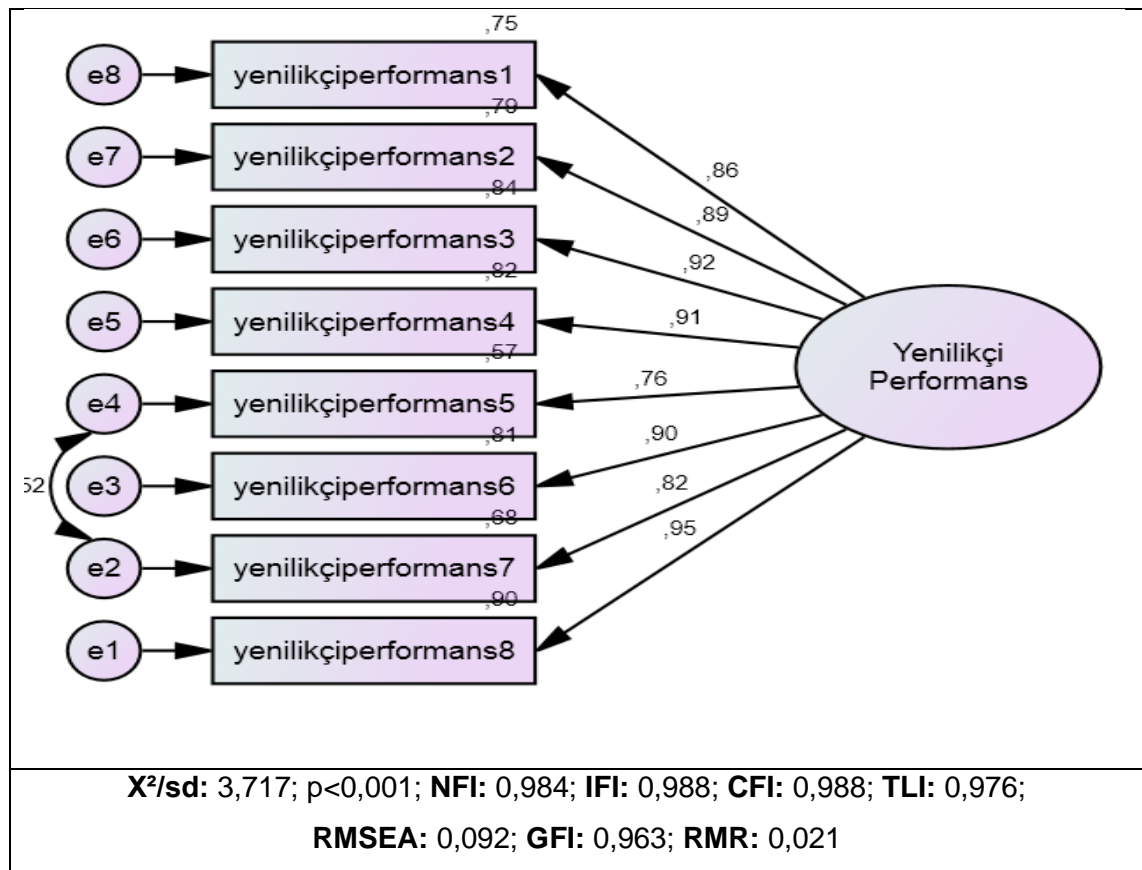 ,75
e8 yenilikçiperformans1
,79
e7 yenilikçiperformans2
,84
e6 yenilikçiperformans3
,82
e5 yenilikçiperformans4
,57
e4 yenilikçiperformans5
,81
e3 yenilikçiperformans6
,68
e2 yenilikçiperformans7
,90
e1 yenilikçiperformans8
52
,86
,89
,92
,91
,76
,90
,82
,95
Yenilikçi
Performans
X²/sd: 3,717; p<0,001; NFI: 0,984; IFI: 0,988; CFI: 0,988; TLI: 0,976;
RMSEA: 0,092; GFI: 0,963; RMR: 0,021